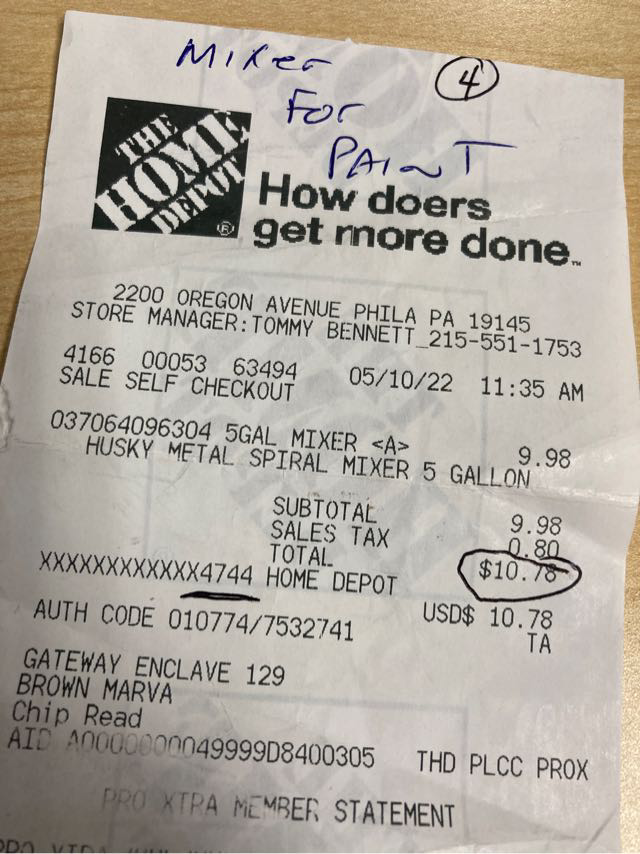 Mixer
4
For
PAINT
THE
HOME
DEPOT
®
How doers
get more done™
2200 OREGON AVENUE PHILA PA 19145
STORE MANAGER:TOMMY BENNETT 215-551-1753
4166 00053 63494 05/10/22 11:35 AM
SALE SELF CHECKOUT
037064096304 5GAL MIXER <A> 9.98
HUSKY METAL SPIRAL MIXER 5 GALLON
SUBTOTAL 9.98
SALES TAX 0.80
TOTAL $10.78
XXXXXXXXXXXX4744 HOME DEPOT
USD$ 10.78
AUTH CODE 010774/7532741 TA
GATEWAY ENCLAVE 129
BROWN MARVA
Chip Read
AID A0000000049999D8400305 THD PLCC PROX
PRO XTRA MEMBER STATEMENT
PRO XTRA